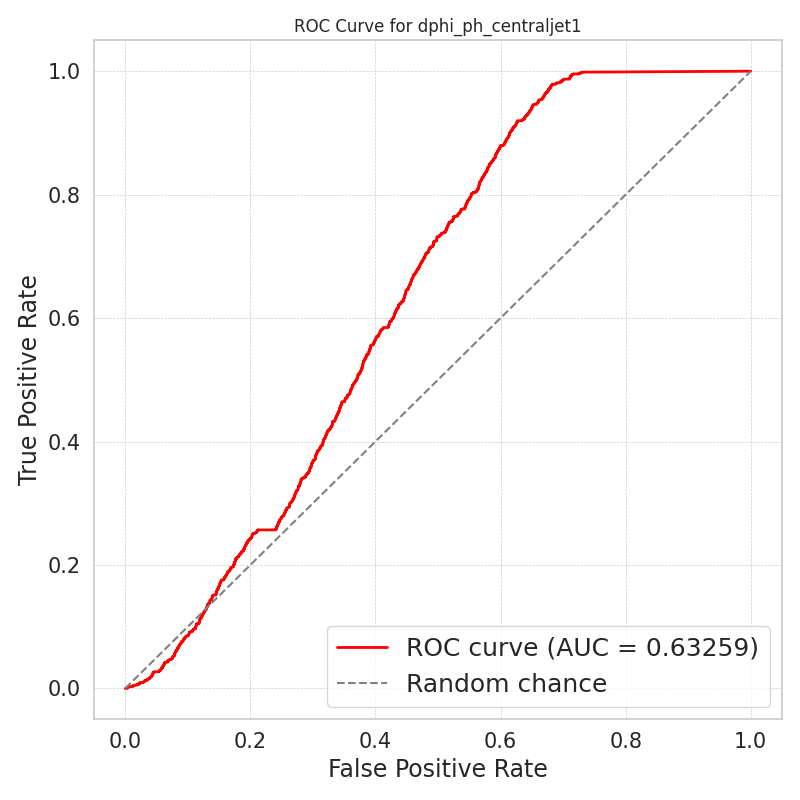 ROC Curve for dphi_ph_centraljet1
True Positive Rate
1.0
0.8
0.6
0.4
0.2
0.0
ROC curve (AUC = 0.63259)
Random chance
0.0 0.2 0.4 0.6 0.8 1.0
False Positive Rate